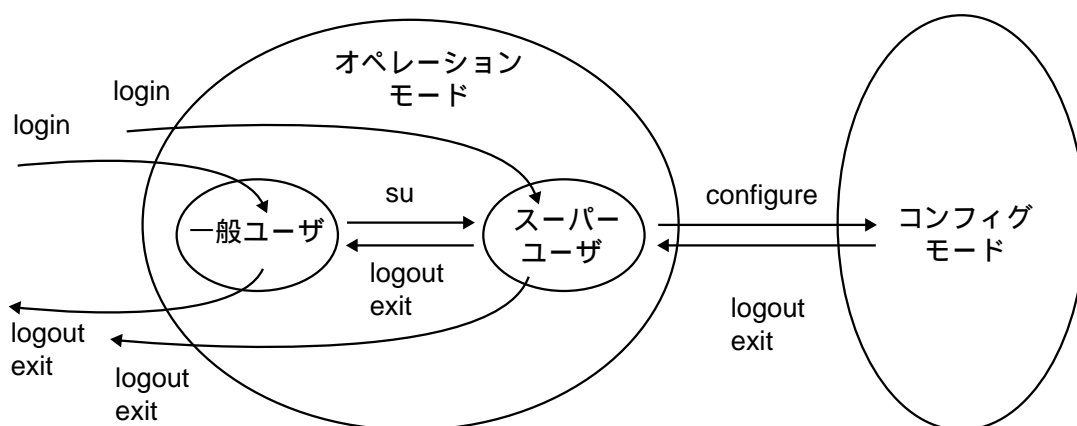 オペレーション
モード
login
login
su
configure
一般ユーザ
スーパー
ユーザ
コンフィグ
モード
logout
exit
logout
exit
logout
exit
logout
exit